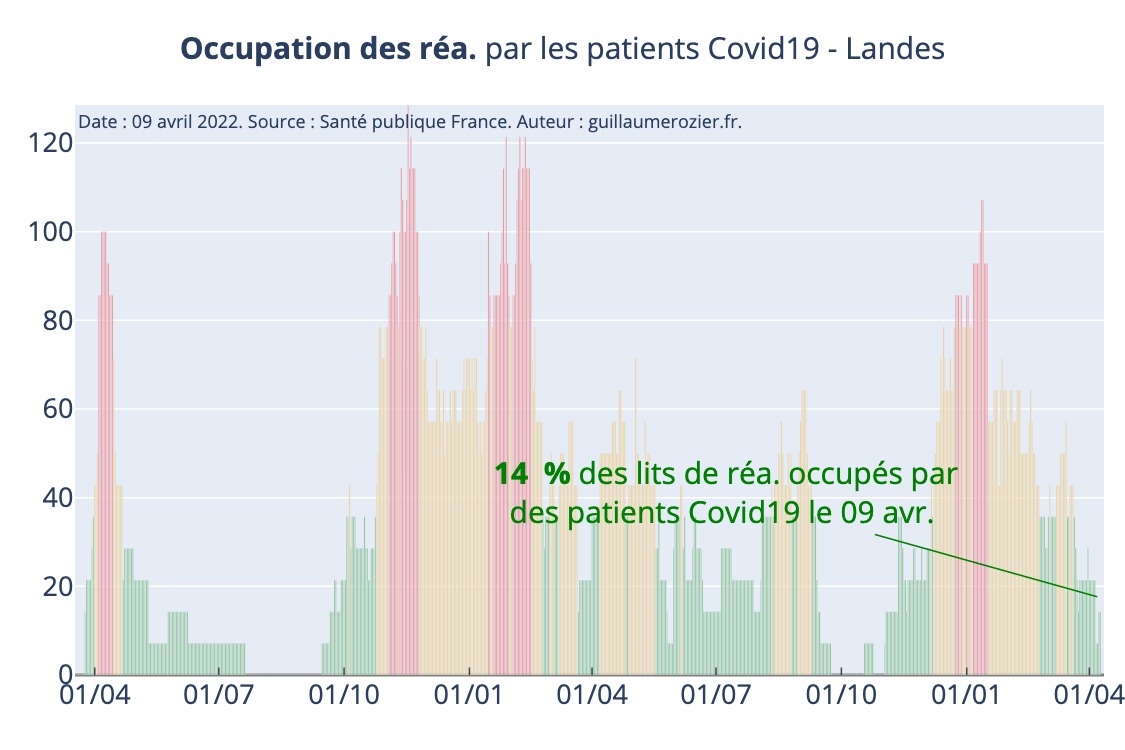 Occupation des réa. par les patients Covid19 - Landes
Date : 09 avril 2022. Source : Santé publique France. Auteur : guillaumerozier.fr.
120
100
80
60
40
20
0
14 % des lits de réa. occupés par
des patients Covid19 le 09 avr.
01/04 01/07 01/10 01/01 01/04 01/07 01/10 01/01 01/04